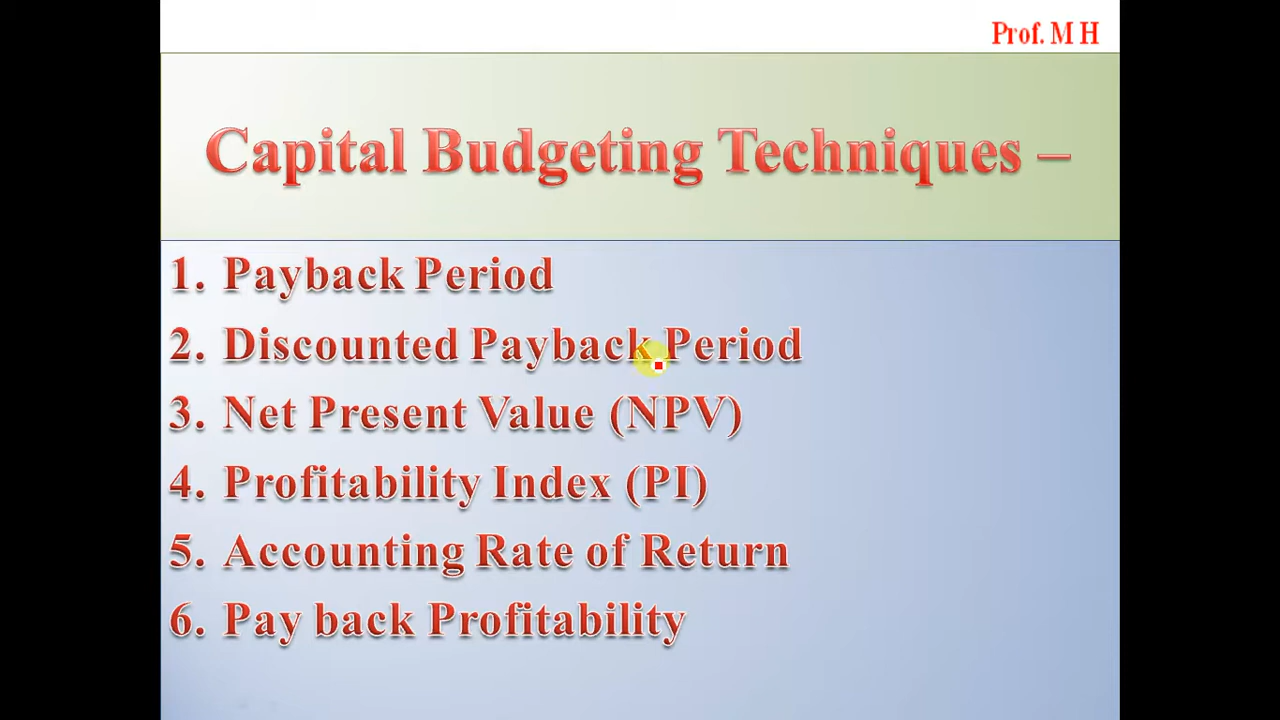 Prof. M H
Capital Budgeting Techniques –
1. Payback Period
2. Discounted Payback Period
3. Net Present Value (NPV)
4. Profitability Index (PI)
5. Accounting Rate of Return
6. Pay back Profitability